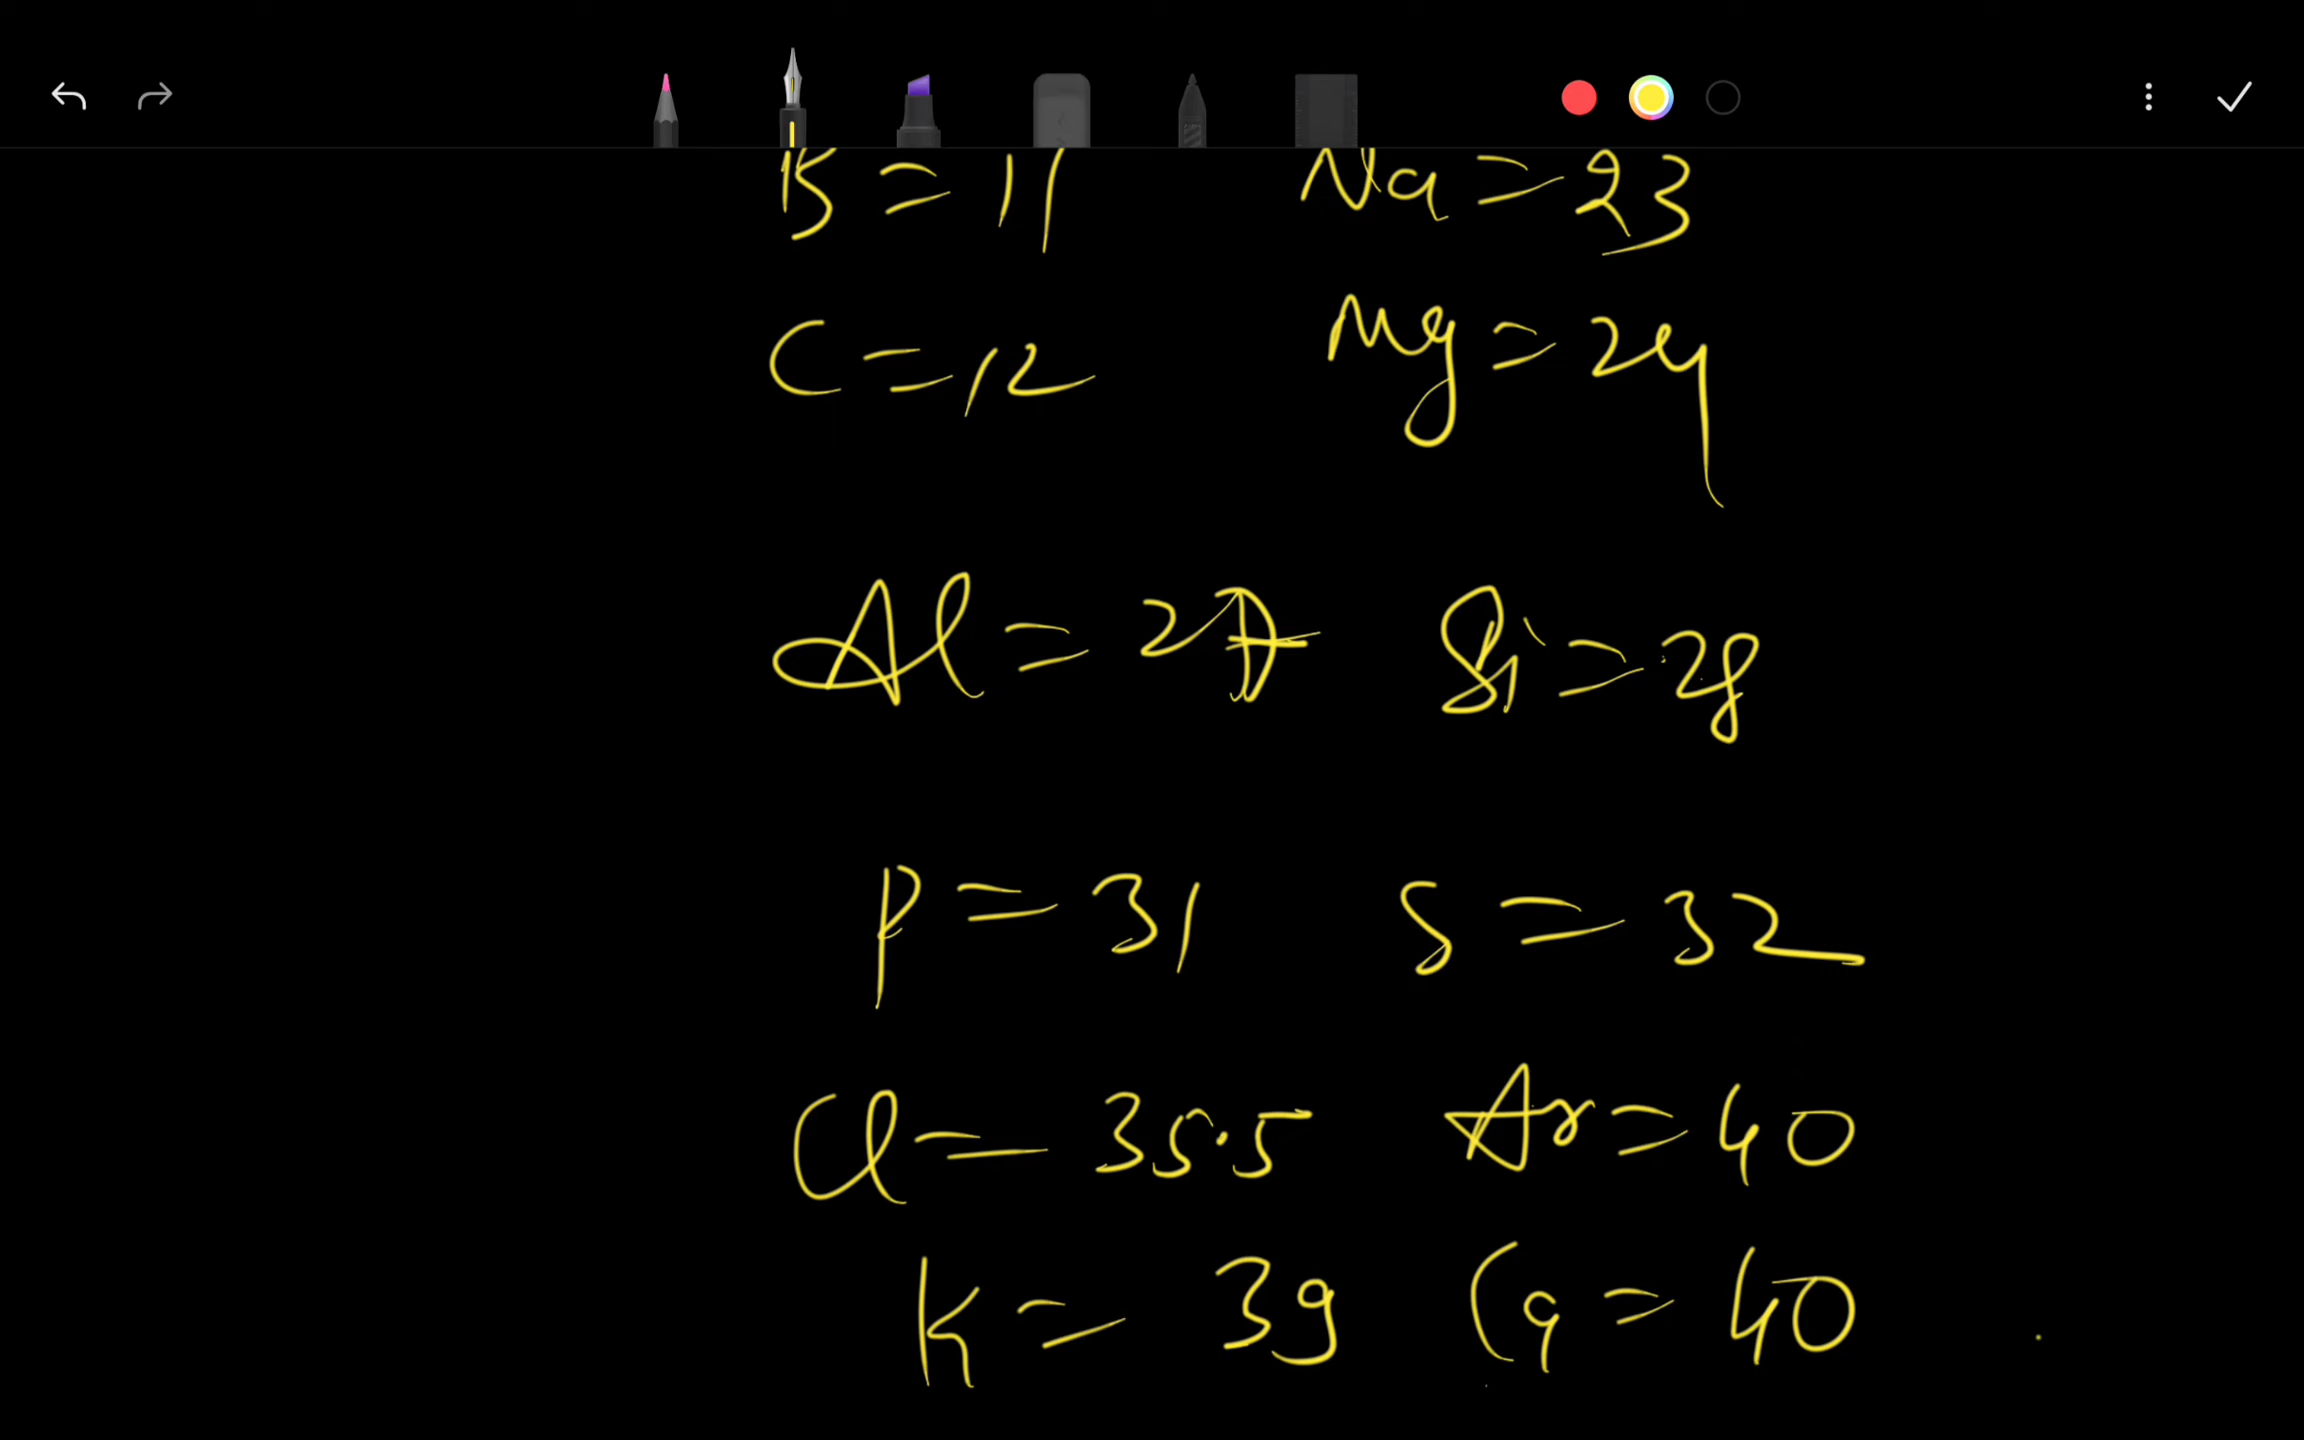 B = 11 Na = 23
C = 12 Mg = 24
Al = 27 Si = 28
P = 31 S = 32
Cl = 35.5 Ar = 40
K = 39 Ca = 40